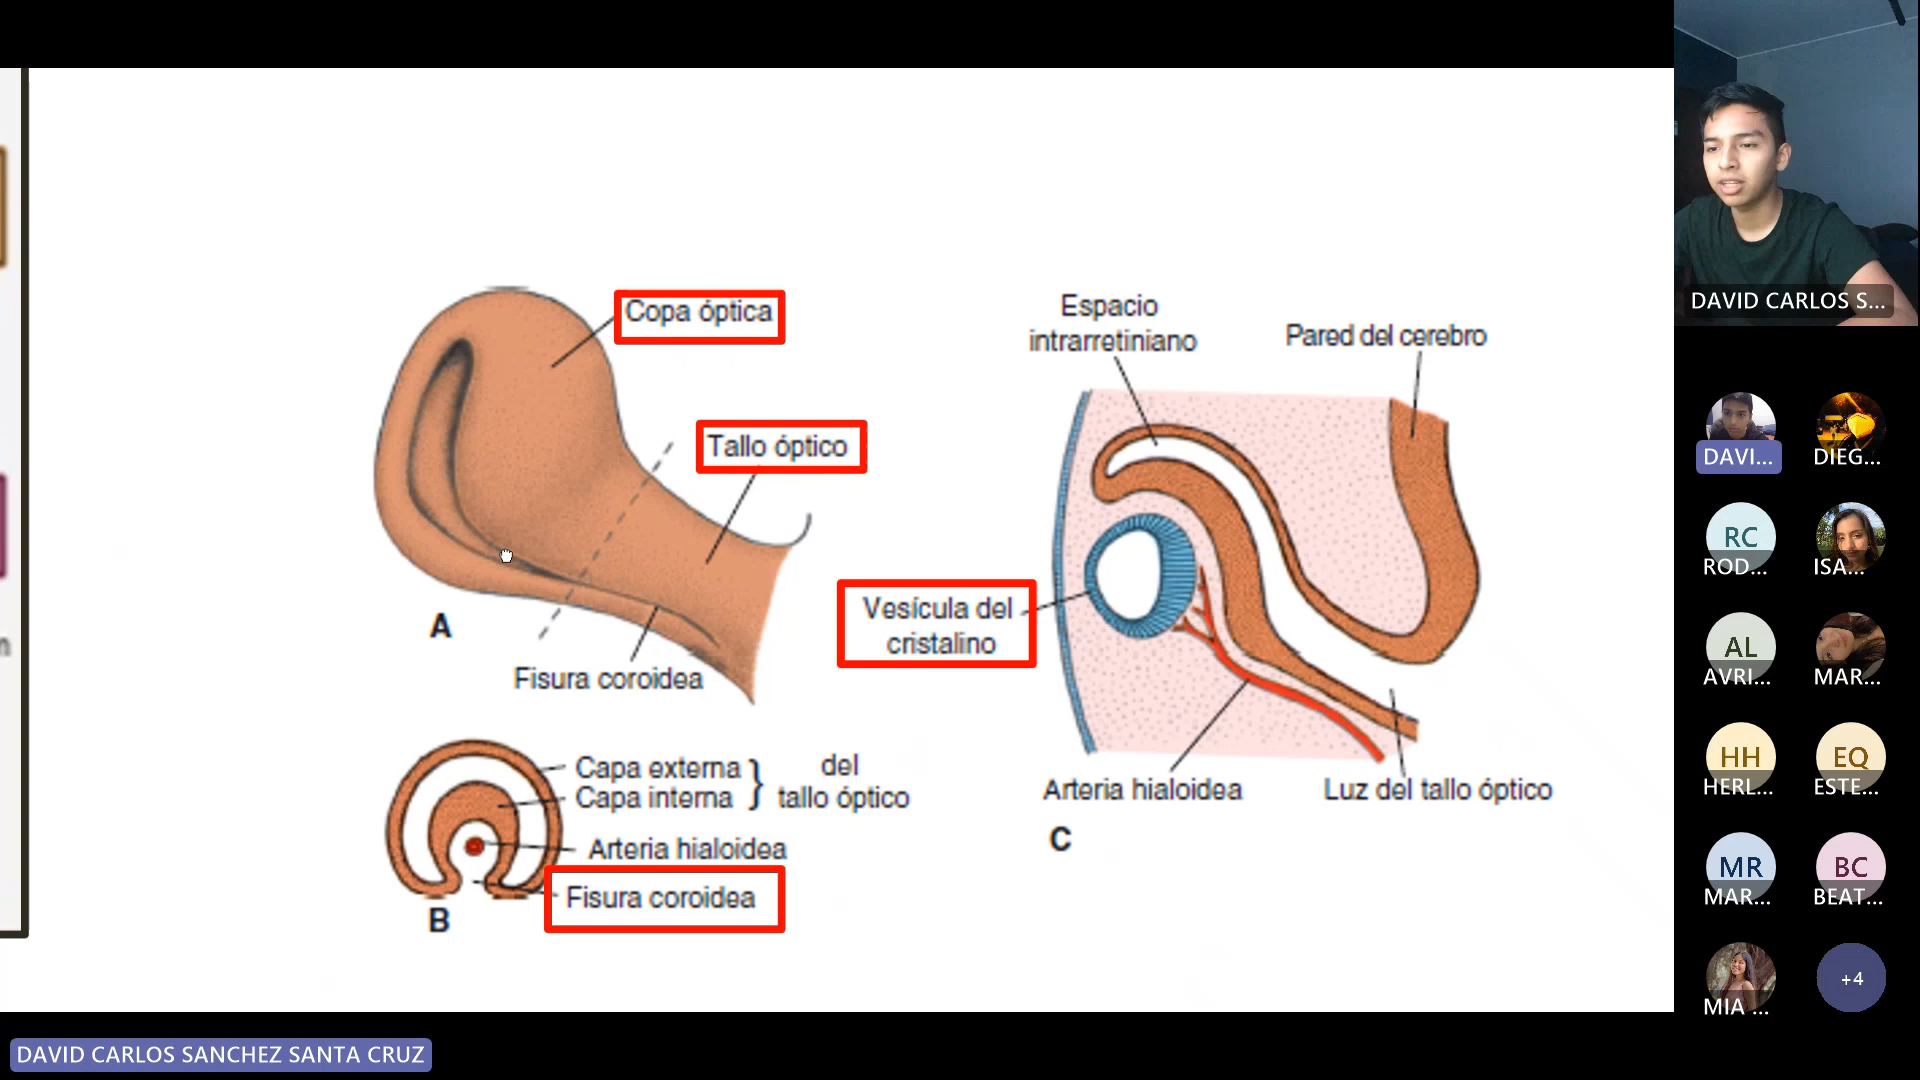 Copa óptica
Tallo óptico
Fisura coroidea
A
Capa externa } del
Capa interna tallo óptico
Arteria hialoidea
Fisura coroidea
B
Espacio
intrarretiniano
Pared del cerebro
Vesícula del
cristalino
Arteria hialoidea
Luz del tallo óptico
C
DAVID CARLOS S...
DAVI...
DIEG...
RC
ROD...
ISA...
AL
AVRI...
MAR...
HH
HERL...
EQ
ESTE...
MR
MAR...
BC
BEAT...
MIA ...
+4
DAVID CARLOS SANCHEZ SANTA CRUZ